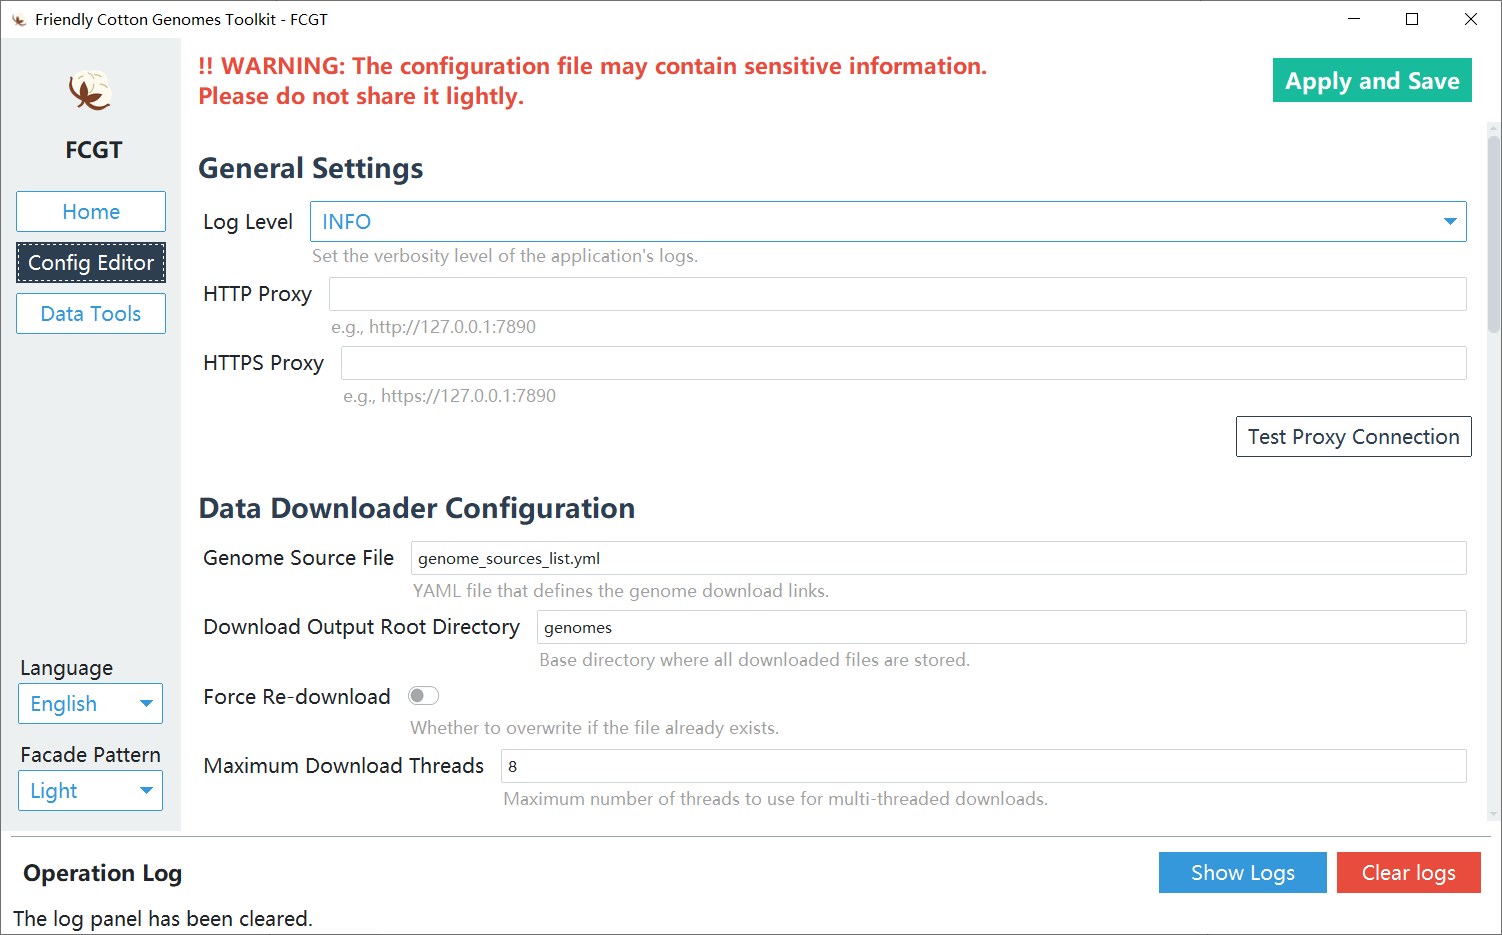 Friendly Cotton Genomes Toolkit - FCGT
FCGT
Home
Config Editor
Data Tools
Language
English
Facade Pattern
Light
!! WARNING: The configuration file may contain sensitive information.
Please do not share it lightly.
Apply and Save
General Settings
Log Level INFO
Set the verbosity level of the application's logs.
HTTP Proxy
e.g., http://127.0.0.1:7890
HTTPS Proxy
e.g., https://127.0.0.1:7890
Test Proxy Connection
Data Downloader Configuration
Genome Source File genome_sources_list.yml
YAML file that defines the genome download links.
Download Output Root Directory genomes
Base directory where all downloaded files are stored.
Force Re-download
Whether to overwrite if the file already exists.
Maximum Download Threads 8
Maximum number of threads to use for multi-threaded downloads.
Operation Log
Show Logs
Clear logs
The log panel has been cleared.